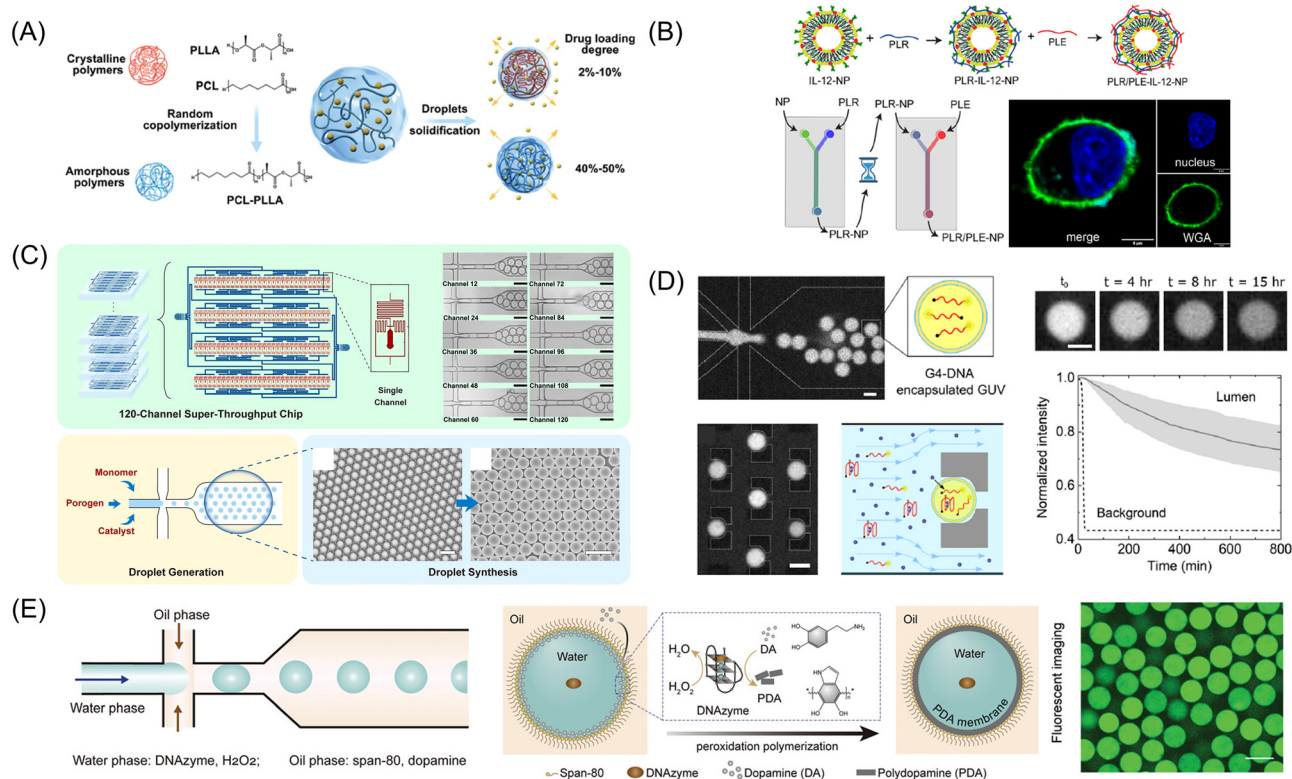 (A)
Crystalline
polymers
PLLA
PCL
Random
copolymerization
Amorphous
polymers
PCL-PLLA
Droplets
solidification
Drug loading
degree
2%-10%
40%-50%
(B)
IL-12-NP
+ PLR
PLR-IL-12-NP
+ PLE
PLR/PLE-IL-12-NP
NP
PLR
PLR-NP
PLE
PLR-NP
PLR/PLE-NP
merge
nucleus
WGA
(C)
120-Channel Super-Throughput Chip
Single
Channel
Channel 12
Channel 72
Channel 24
Channel 84
Channel 36
Channel 96
Channel 48
Channel 108
Channel 60
Channel 120
Monomer
Porogen
Catalyst
Droplet Generation
Droplet Synthesis
(D)
G4-DNA
encapsulated GUV
t₀
t = 4 hr
t = 8 hr
t = 15 hr
Normalized intensity
1.0
0.8
0.6
0.4
Lumen
Background
0
200
400
600
800
Time (min)
(E)
Oil phase
Water phase
Water phase: DNAzyme, H2O2;
Oil phase: span-80, dopamine
Oil
Water
H₂O
H₂O₂
DNAzyme
DA
PDA
NH₂
HO
HO
HN
HO
OH
n
peroxidation polymerization
Oil
Water
PDA membrane
Span-80
DNAzyme
Dopamine (DA)
Polydopamine (PDA)
Fluorescent imaging